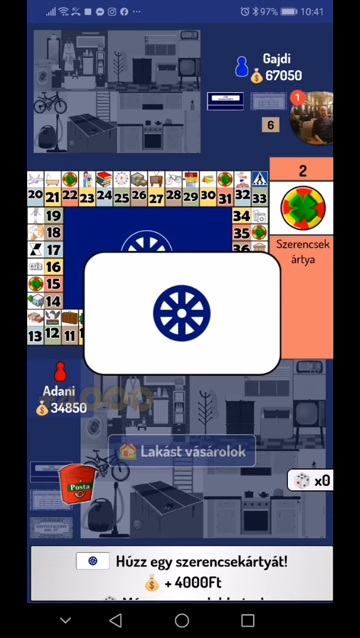 97% 10:41
Gajdi
67050
1
6
2
20 21 22 23 24 25 26 27 28 29 30 31 32 33
19 34
18 35
17
16
15
14
13 12 11
Szerencsek
ártya
Adani
34850
Lakást vásárolok
Posta
x0
Húzz egy szerencsekártyát!
+ 4000Ft